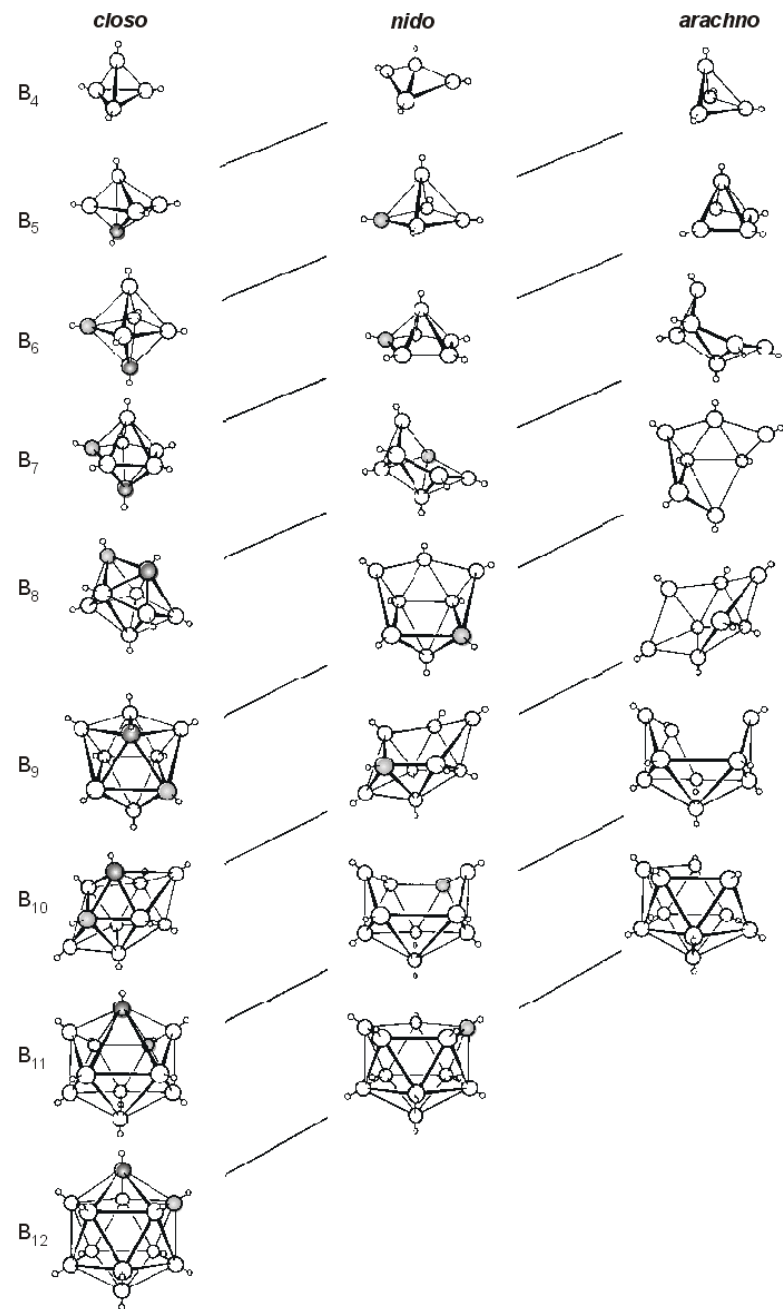 closo nido arachno
B₄
B₅
B₆
B₇
B₈
B₉
B₁₀
B₁₁
B₁₂